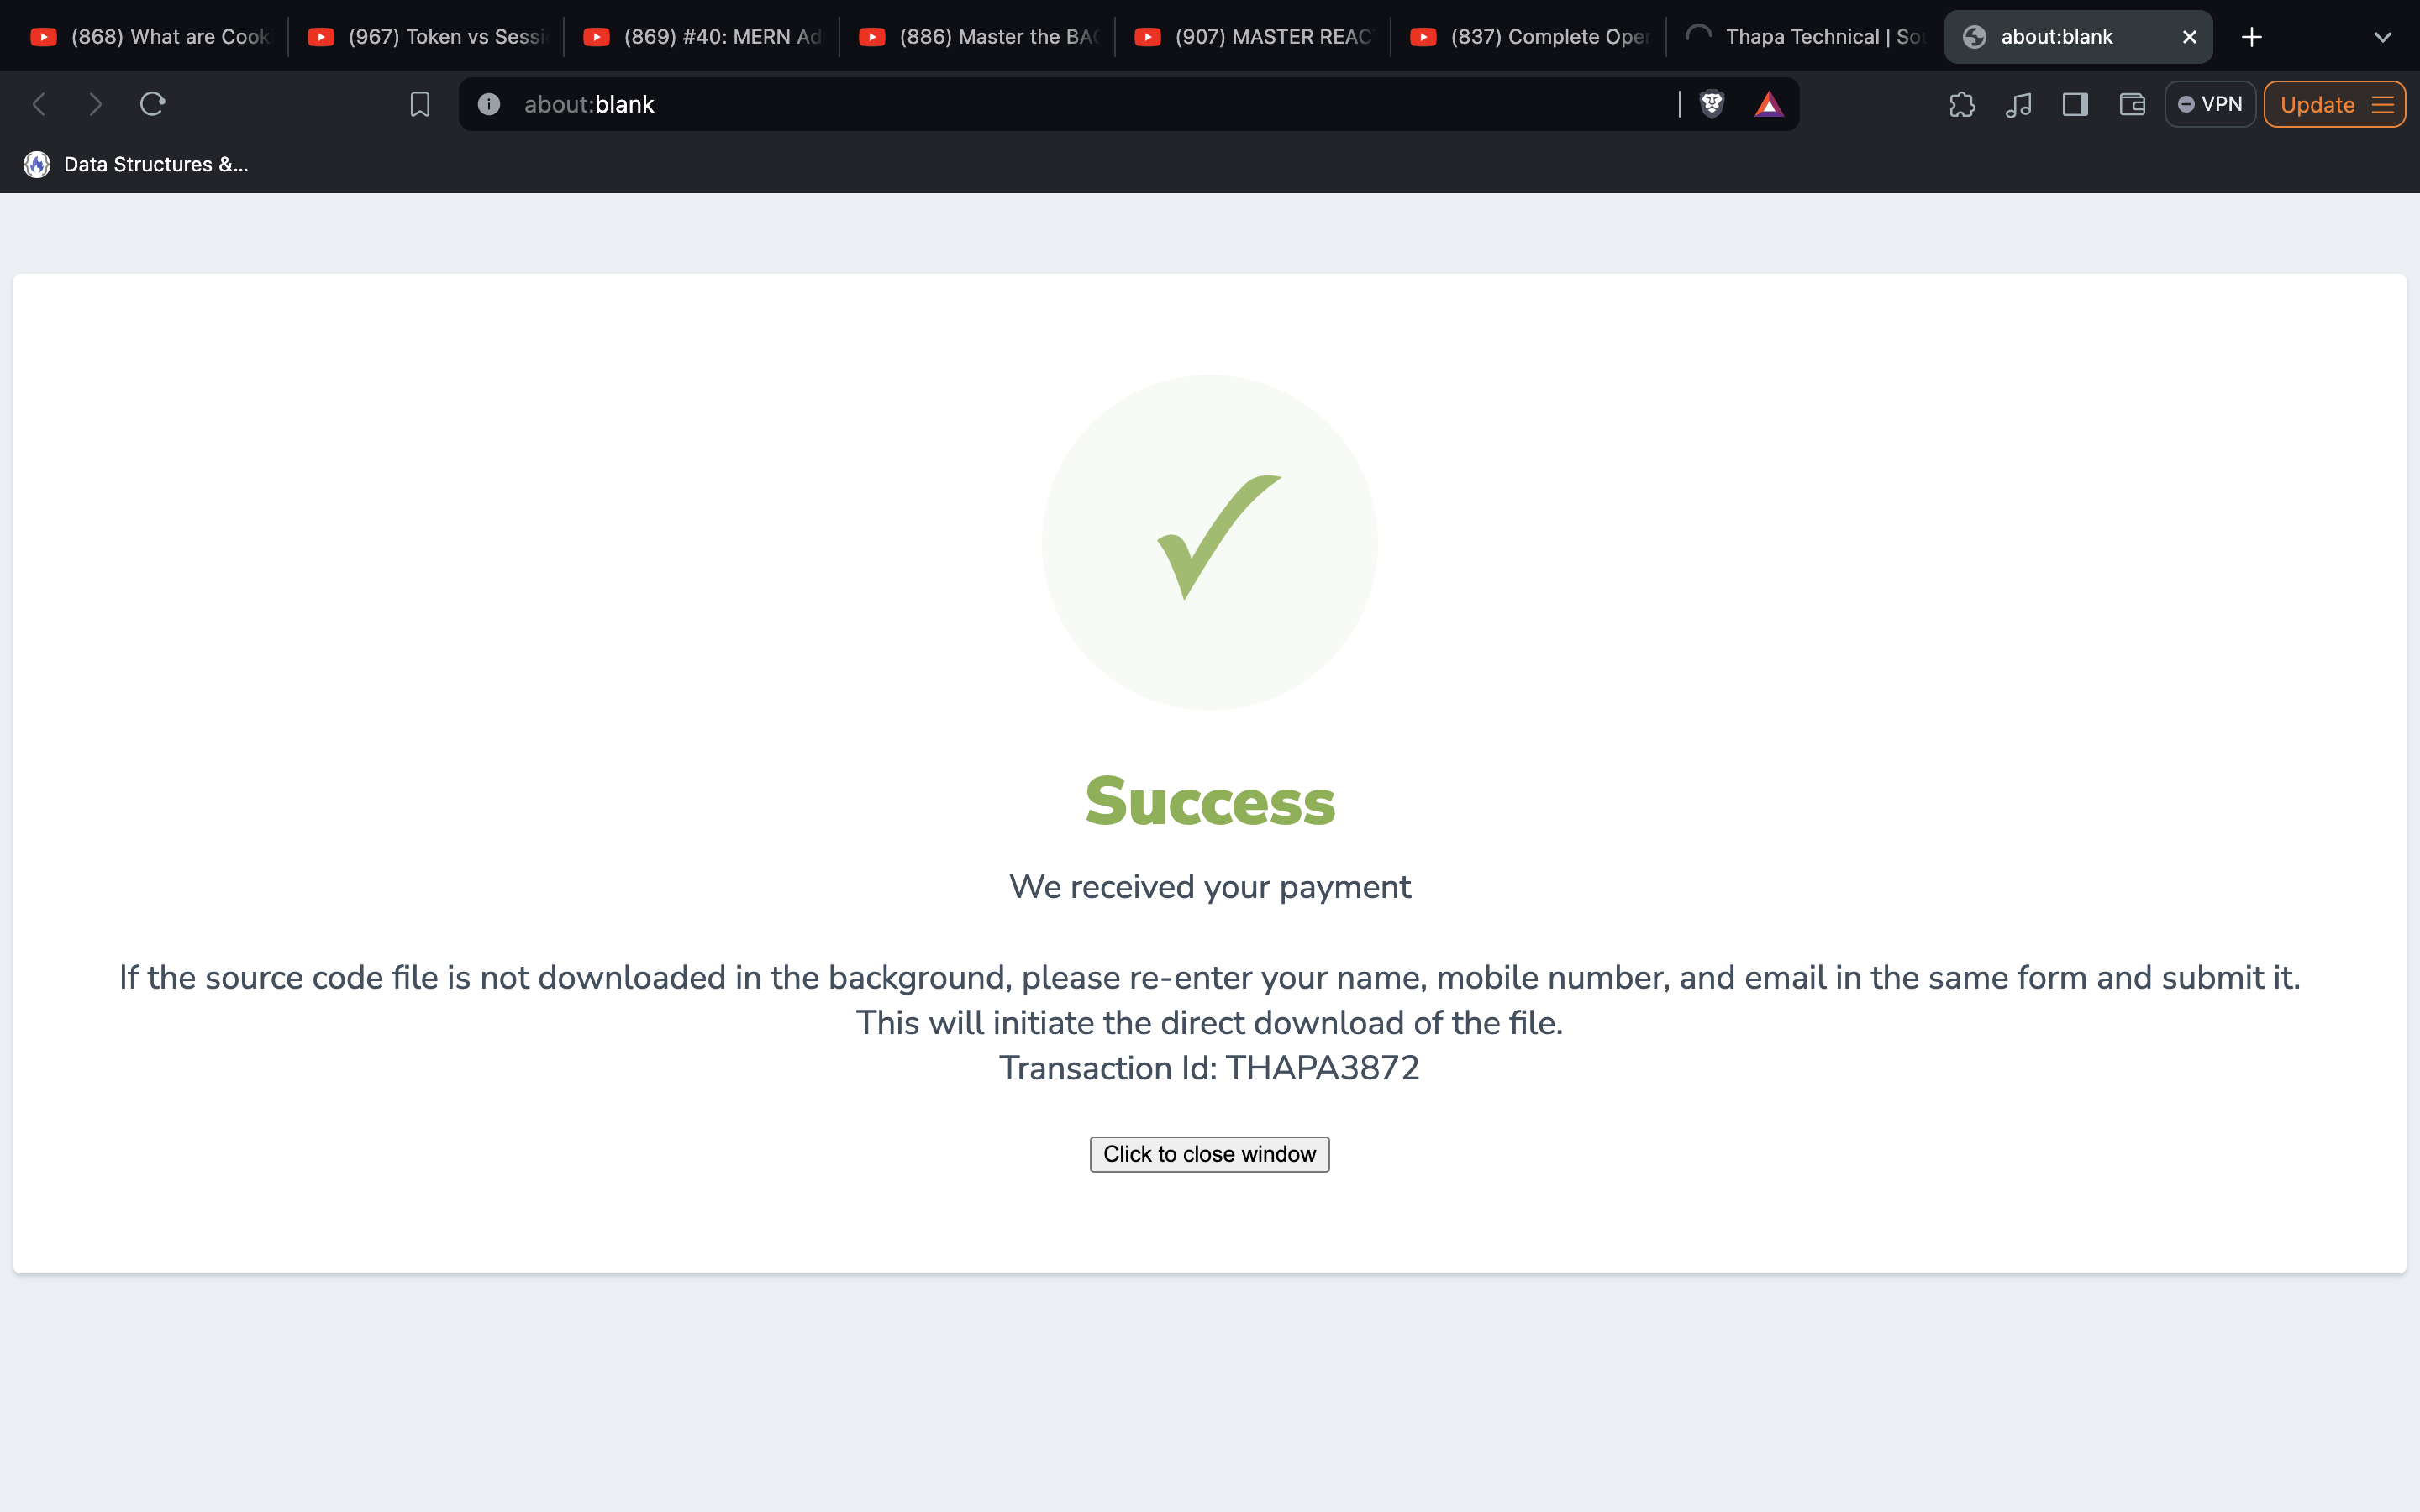 (868) What are Cook
(967) Token vs Sessi
(869) #40: MERN Ad
(886) Master the BAC
(907) MASTER REAC
(837) Complete Oper
Thapa Technical | Sou
about:blank
about:blank
VPN
Update
Data Structures &...
Success
We received your payment
If the source code file is not downloaded in the background, please re-enter your name, mobile number, and email in the same form and submit it.
This will initiate the direct download of the file.
Transaction Id: THAPA3872
Click to close window